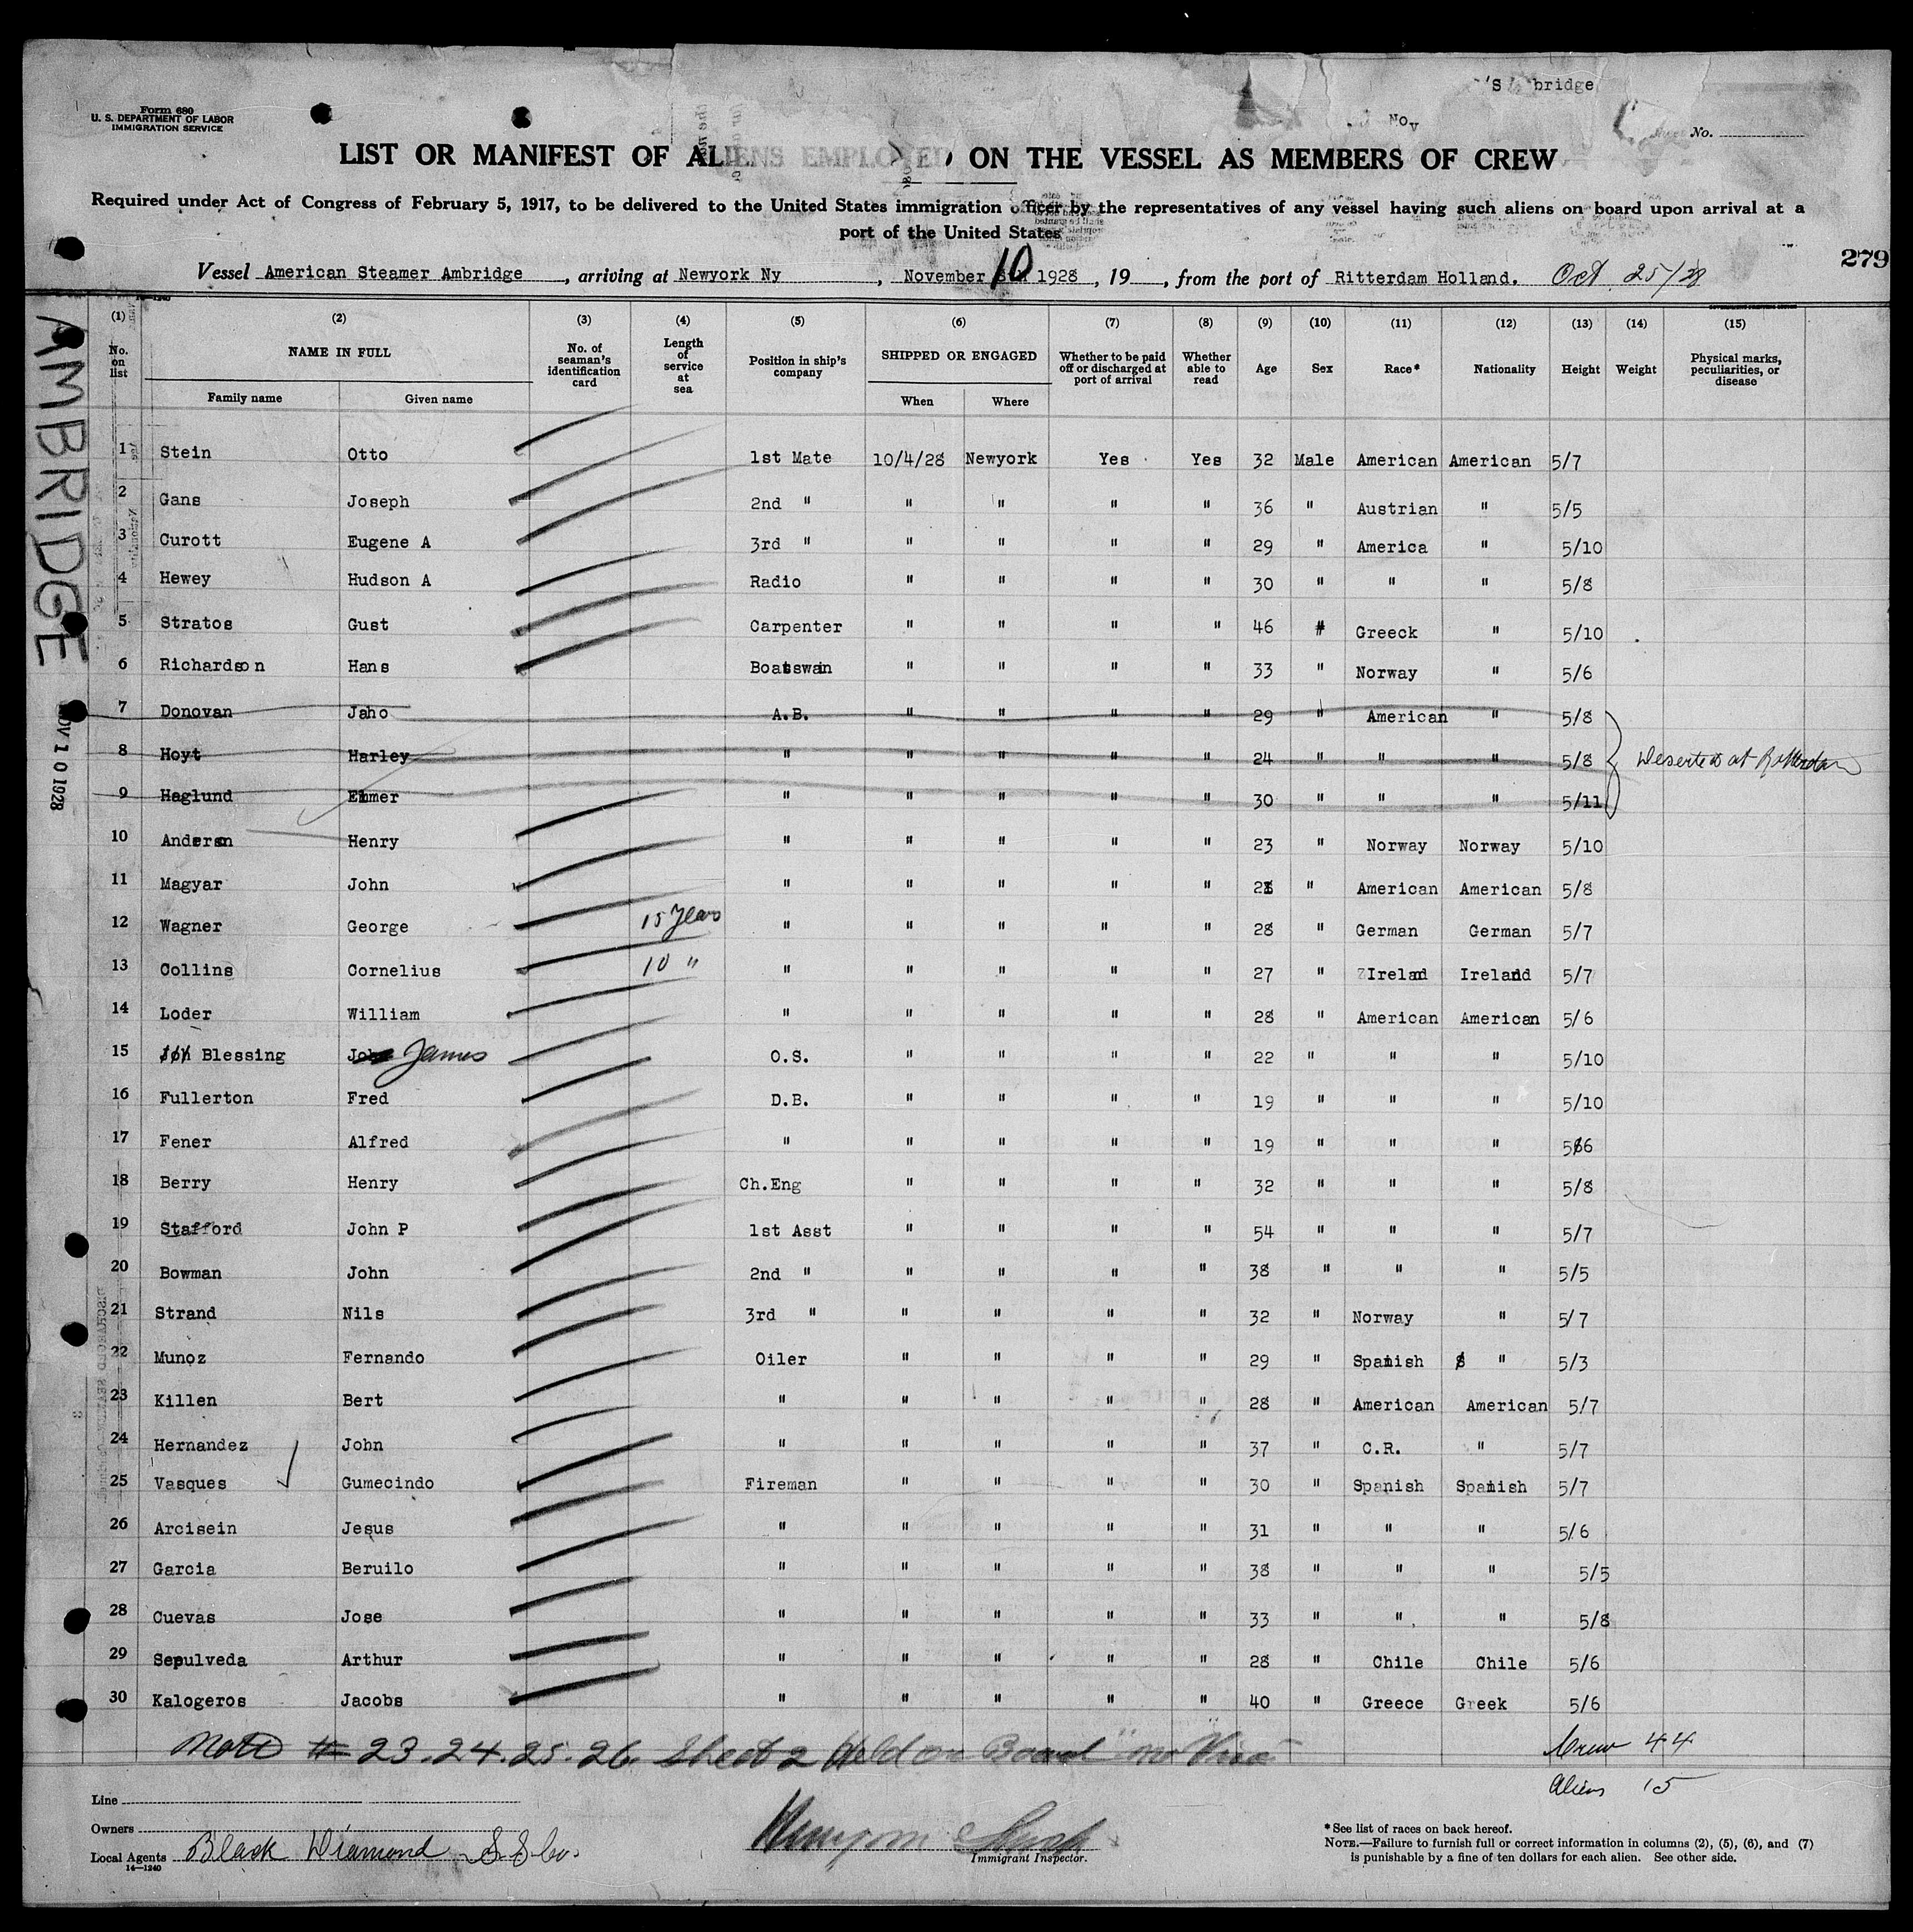 'S bridge
Form 680
U. S. DEPARTMENT OF LABOR
IMMIGRATION SERVICE
Nov
No.
LIST OR MANIFEST OF ALIENS EMPLOYED ON THE VESSEL AS MEMBERS OF CREW
Required under Act of Congress of February 5, 1917, to be delivered to the United States immigration officer by the representatives of any vessel having such aliens on board upon arrival at a
port of the United States
279
Vessel American Steamer Ambridge, arriving at Newyork Ny, November 10 1928, 19, from the port of Ritterdam Holland. Oct. 25/28
AMBRIDGE
NOV 10 1928
(1) (2) (3) (4) (5) (6) (7) (8) (9) (10) (11) (12) (13) (14) (15)
No. on list NAME IN FULL No. of seaman's identification card Length of service at sea Position in ship's company SHIPPED OR ENGAGED Whether to be paid off or discharged at port of arrival Whether able to read Age Sex Race* Nationality Height Weight Physical marks, peculiarities, or disease
Family name Given name When Where
1 Stein Otto 1st Mate 10/4/28 Newyork Yes Yes 32 Male American American 5/7
2 Gans Joseph 2nd " " " " " 36 " Austrian " 5/5
3 Curott Eugene A 3rd " " " " " 29 " America " 5/10
4 Hewey Hudson A Radio " " " " 30 " " " 5/8
5 Stratos Gust Carpenter " " " " 46 " Greeck " 5/10
6 Richardson Hans Boatswain " " " " 33 " Norway " 5/6
7 Donovan Jaho A.B. " " " " 29 " American " 5/8
8 Hoyt Harley " " " " " 24 " " " 5/8 Deserted at Rotterdam
9 Haglund Elmer " " " " " 30 " " " 5/11
10 Anderen Henry " " " " " 23 " Norway Norway 5/10
11 Magyar John " " " " " " American American 5/8
12 Wagner George 15 Years " " " " " 28 " German German 5/7
13 Collins Cornelius 10 " " " " " " 27 " Ireland Ireland 5/7
14 Loder William " " " " " 28 " American American 5/6
15 Joh Blessing John James O.S. " " " " 22 " " " 5/10
16 Fullerton Fred D.B. " " " " 19 " " " 5/10
17 Fener Alfred " " " " " 19 " " " 5/6
18 Berry Henry Ch.Eng " " " " 32 " " " 5/8
19 Stafford John P 1st Asst " " " " 54 " " " 5/7
20 Bowman John 2nd " " " " " 38 " " " 5/5
21 Strand Nils 3rd " " " " " 32 " Norway " 5/7
22 Munoz Fernando Oiler " " " " 29 " Spanish " 5/3
23 Killen Bert " " " " " 28 " American American 5/7
24 Hernandez John " " " " " 37 " C.R. " 5/7
25 Vasques Gumecindo Fireman " " " " 30 " Spanish Spanish 5/7
26 Arcisein Jesus " " " " " 31 " " " 5/6
27 Garcia Beruilo " " " " " 38 " " " 5/5
28 Cuevas Jose " " " " " 33 " " " 5/8
29 Sepulveda Arthur " " " " " 28 " Chile Chile 5/6
30 Kalogeros Jacobs " " " " " 40 " Greece Greek 5/6
Note # 23.24.25.26 Sheet 2 Held on Board "no Visa"
Crew 44
Aliens 15
Line
Owners
Local Agents Black Diamond S.S. Co.
14—1240
Immigrant Inspector.
*See list of races on back hereof.
NOTE.—Failure to furnish full or correct information in columns (2), (5), (6), and (7)
is punishable by a fine of ten dollars for each alien. See other side.